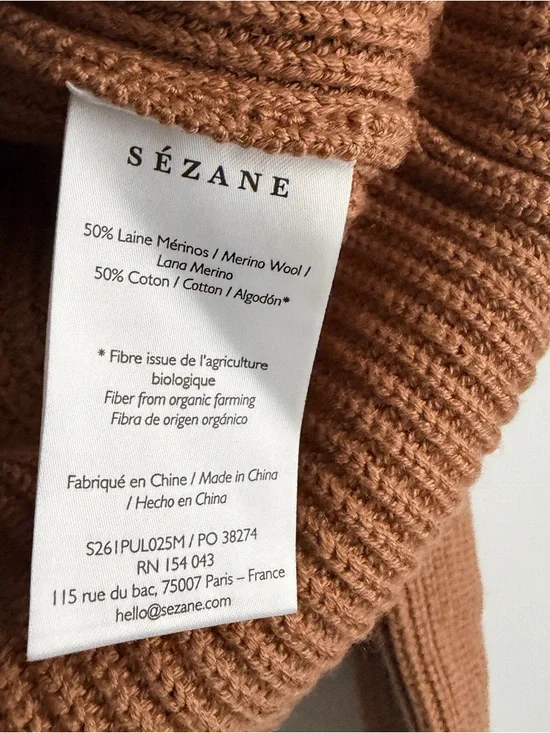 SÉZANE
50% Laine Mérinos / Merino Wool /
Lana Merino
50% Coton / Cotton / Algodón*
* Fibre issue de l'agriculture
biologique
Fiber from organic farming
Fibra de origen orgánico
Fabriqué en Chine / Made in China
/ Hecho en China
S261PUL025M / PO 38274
RN 154 043
115 rue du bac, 75007 Paris – France
hello@sezane.com